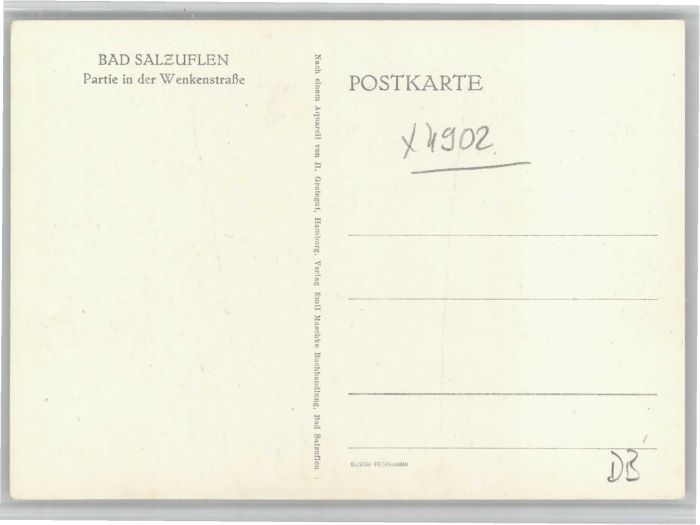 BAD SALZUFLEN
Partie in der Wenkenstraße
Nach einem Aquarell von H. Grotegut, Hamburg, Verlag Emil Maschke Buchhandlung, Bad Salzuflen
POSTKARTE
X 4902
GUSTAV PETERMANN
DB